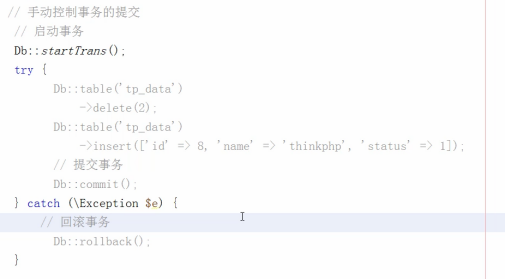 // 手动控制事务的提交
// 启动事务
Db::startTrans();
try {
Db::table('tp_data')
->delete(2);
Db::table('tp_data')
->insert(['id' => 8, 'name' => 'thinkphp', 'status' => 1]);
// 提交事务
Db::commit();
} catch (\Exception $e) {
// 回滚事务
Db::rollback();
}